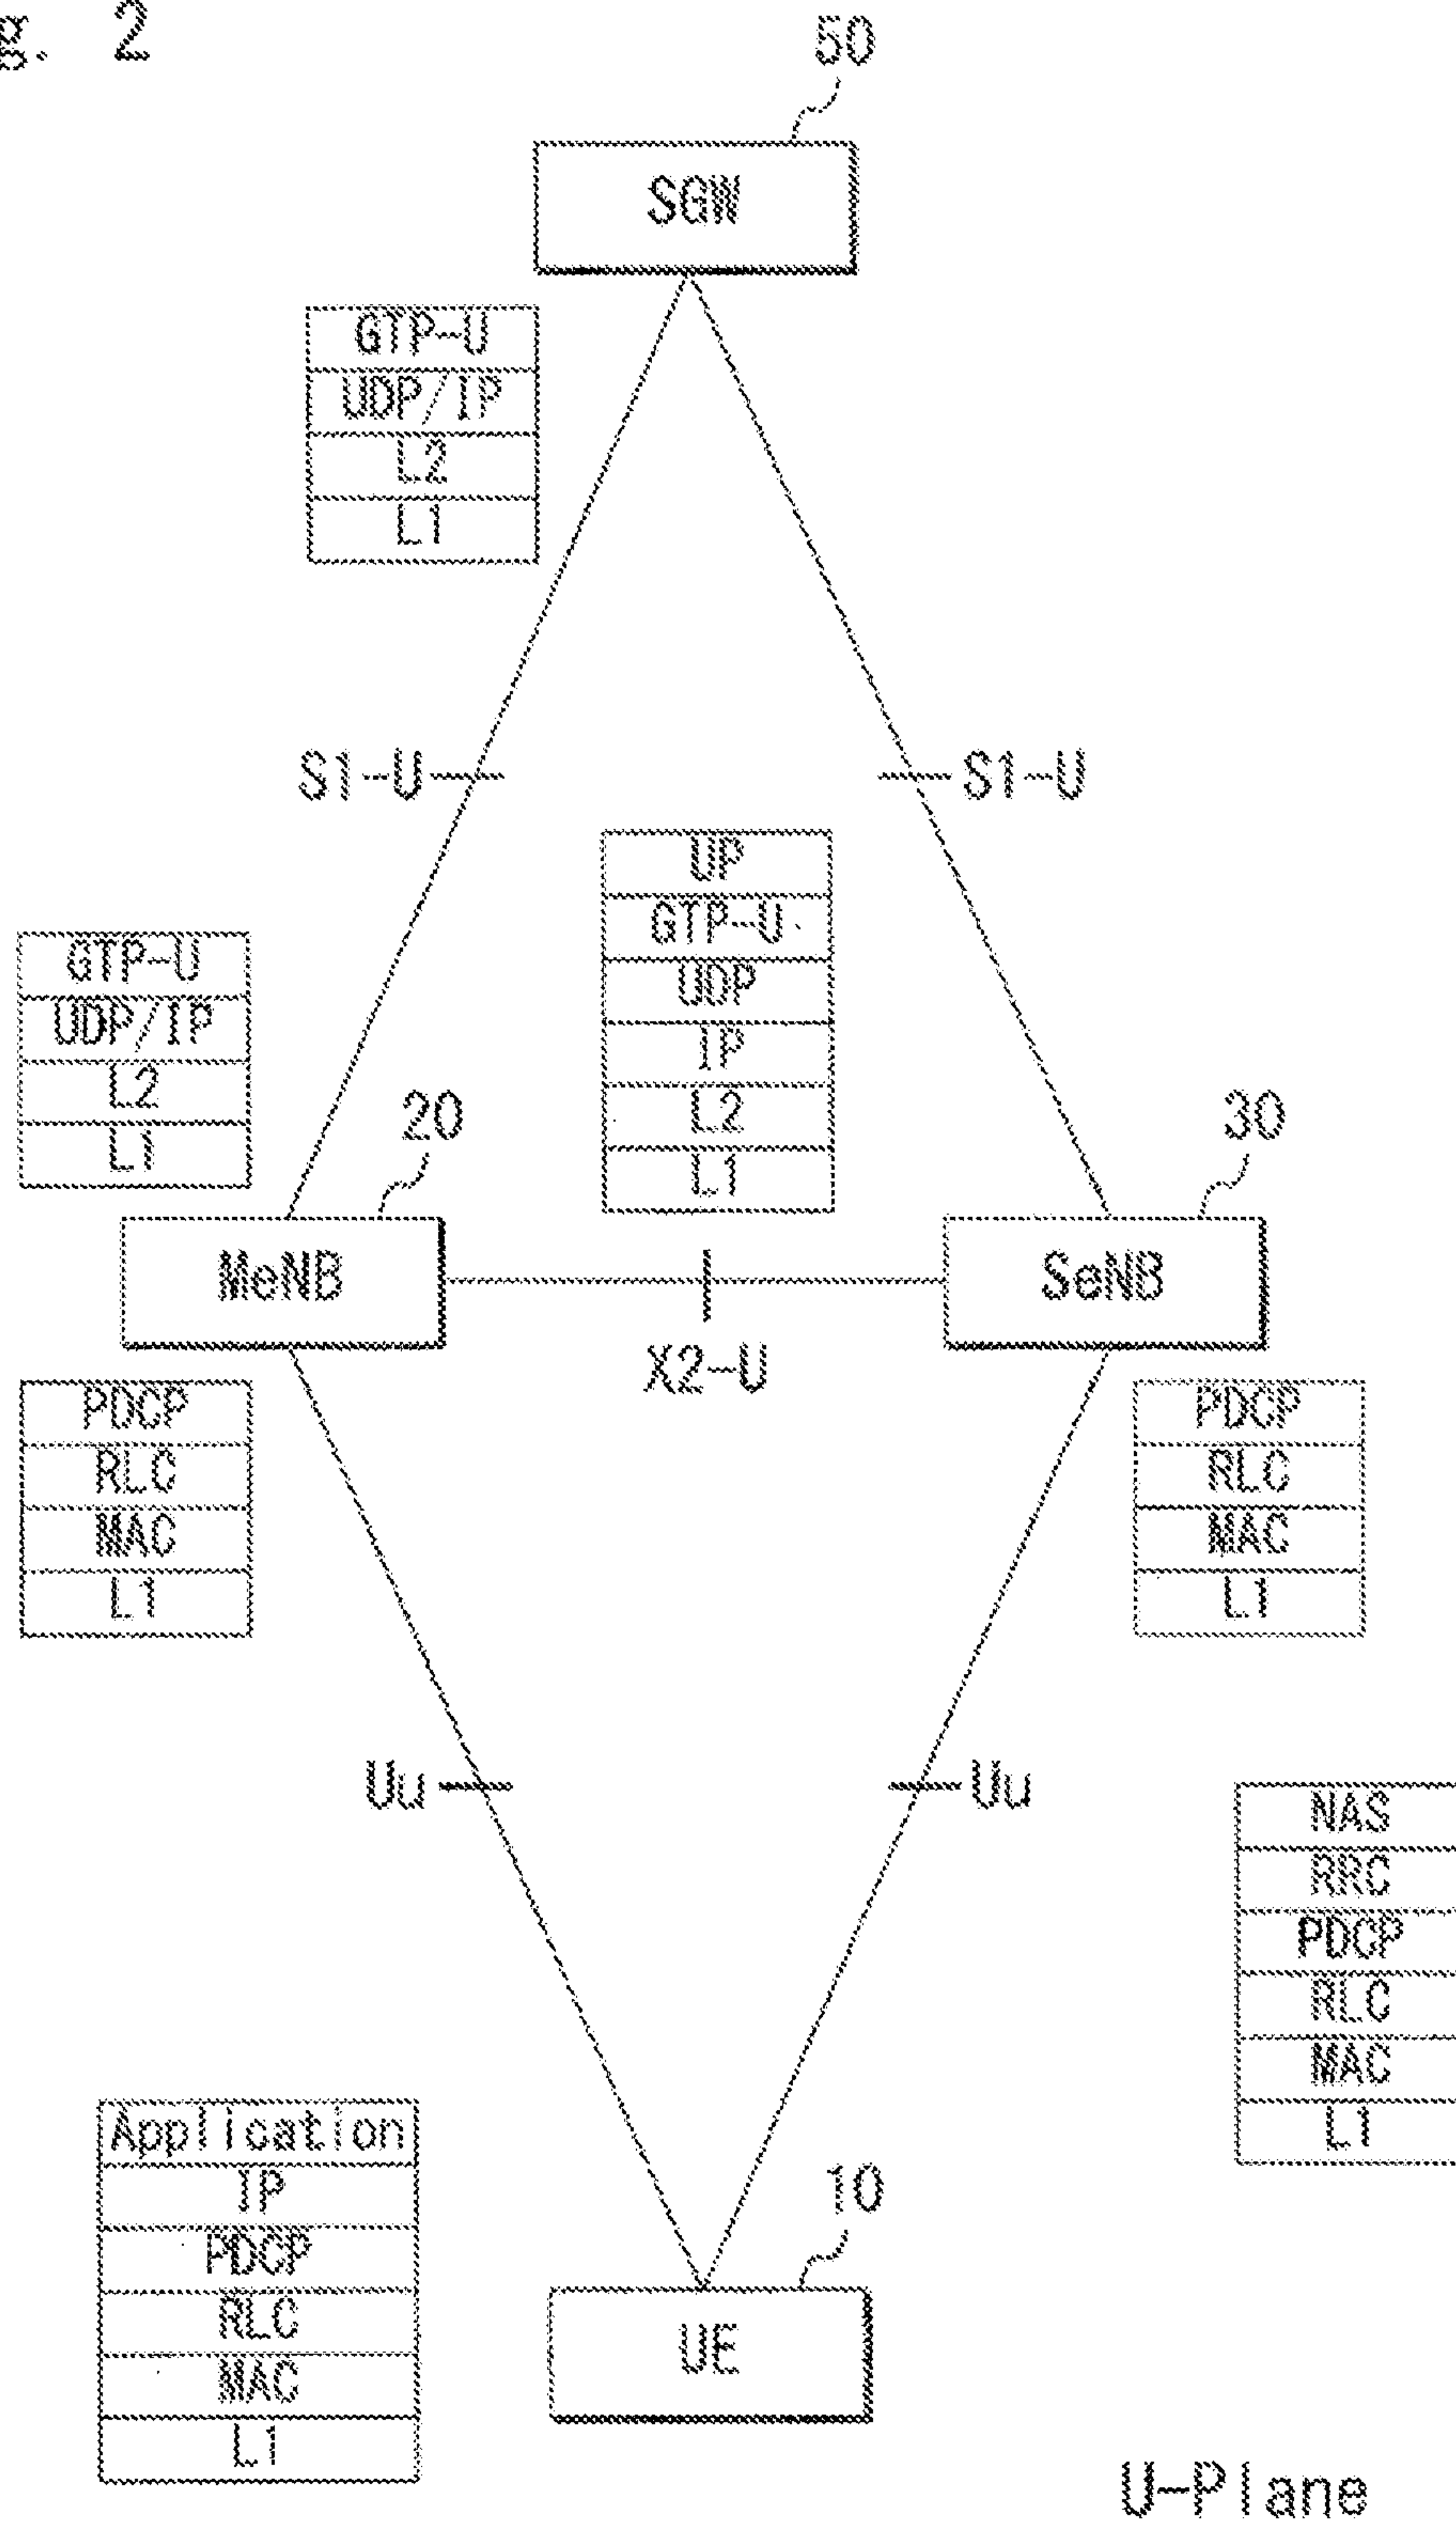 g. 2
50
SGW
GTP-U
UDP/IP
L2
L1
S1-U
S1-U
UP
GTP-U
UDP
IP
L2
L1
GTP-U
UDP/IP
L2
L1
20
30
MeNB
SeNB
X2-U
PDCP
RLC
MAC
L1
PDCP
RLC
MAC
L1
Uu
Uu
NAS
RRC
PDCP
RLC
MAC
L1
Application
IP
PDCP
RLC
MAC
L1
10
UE
U-Plane